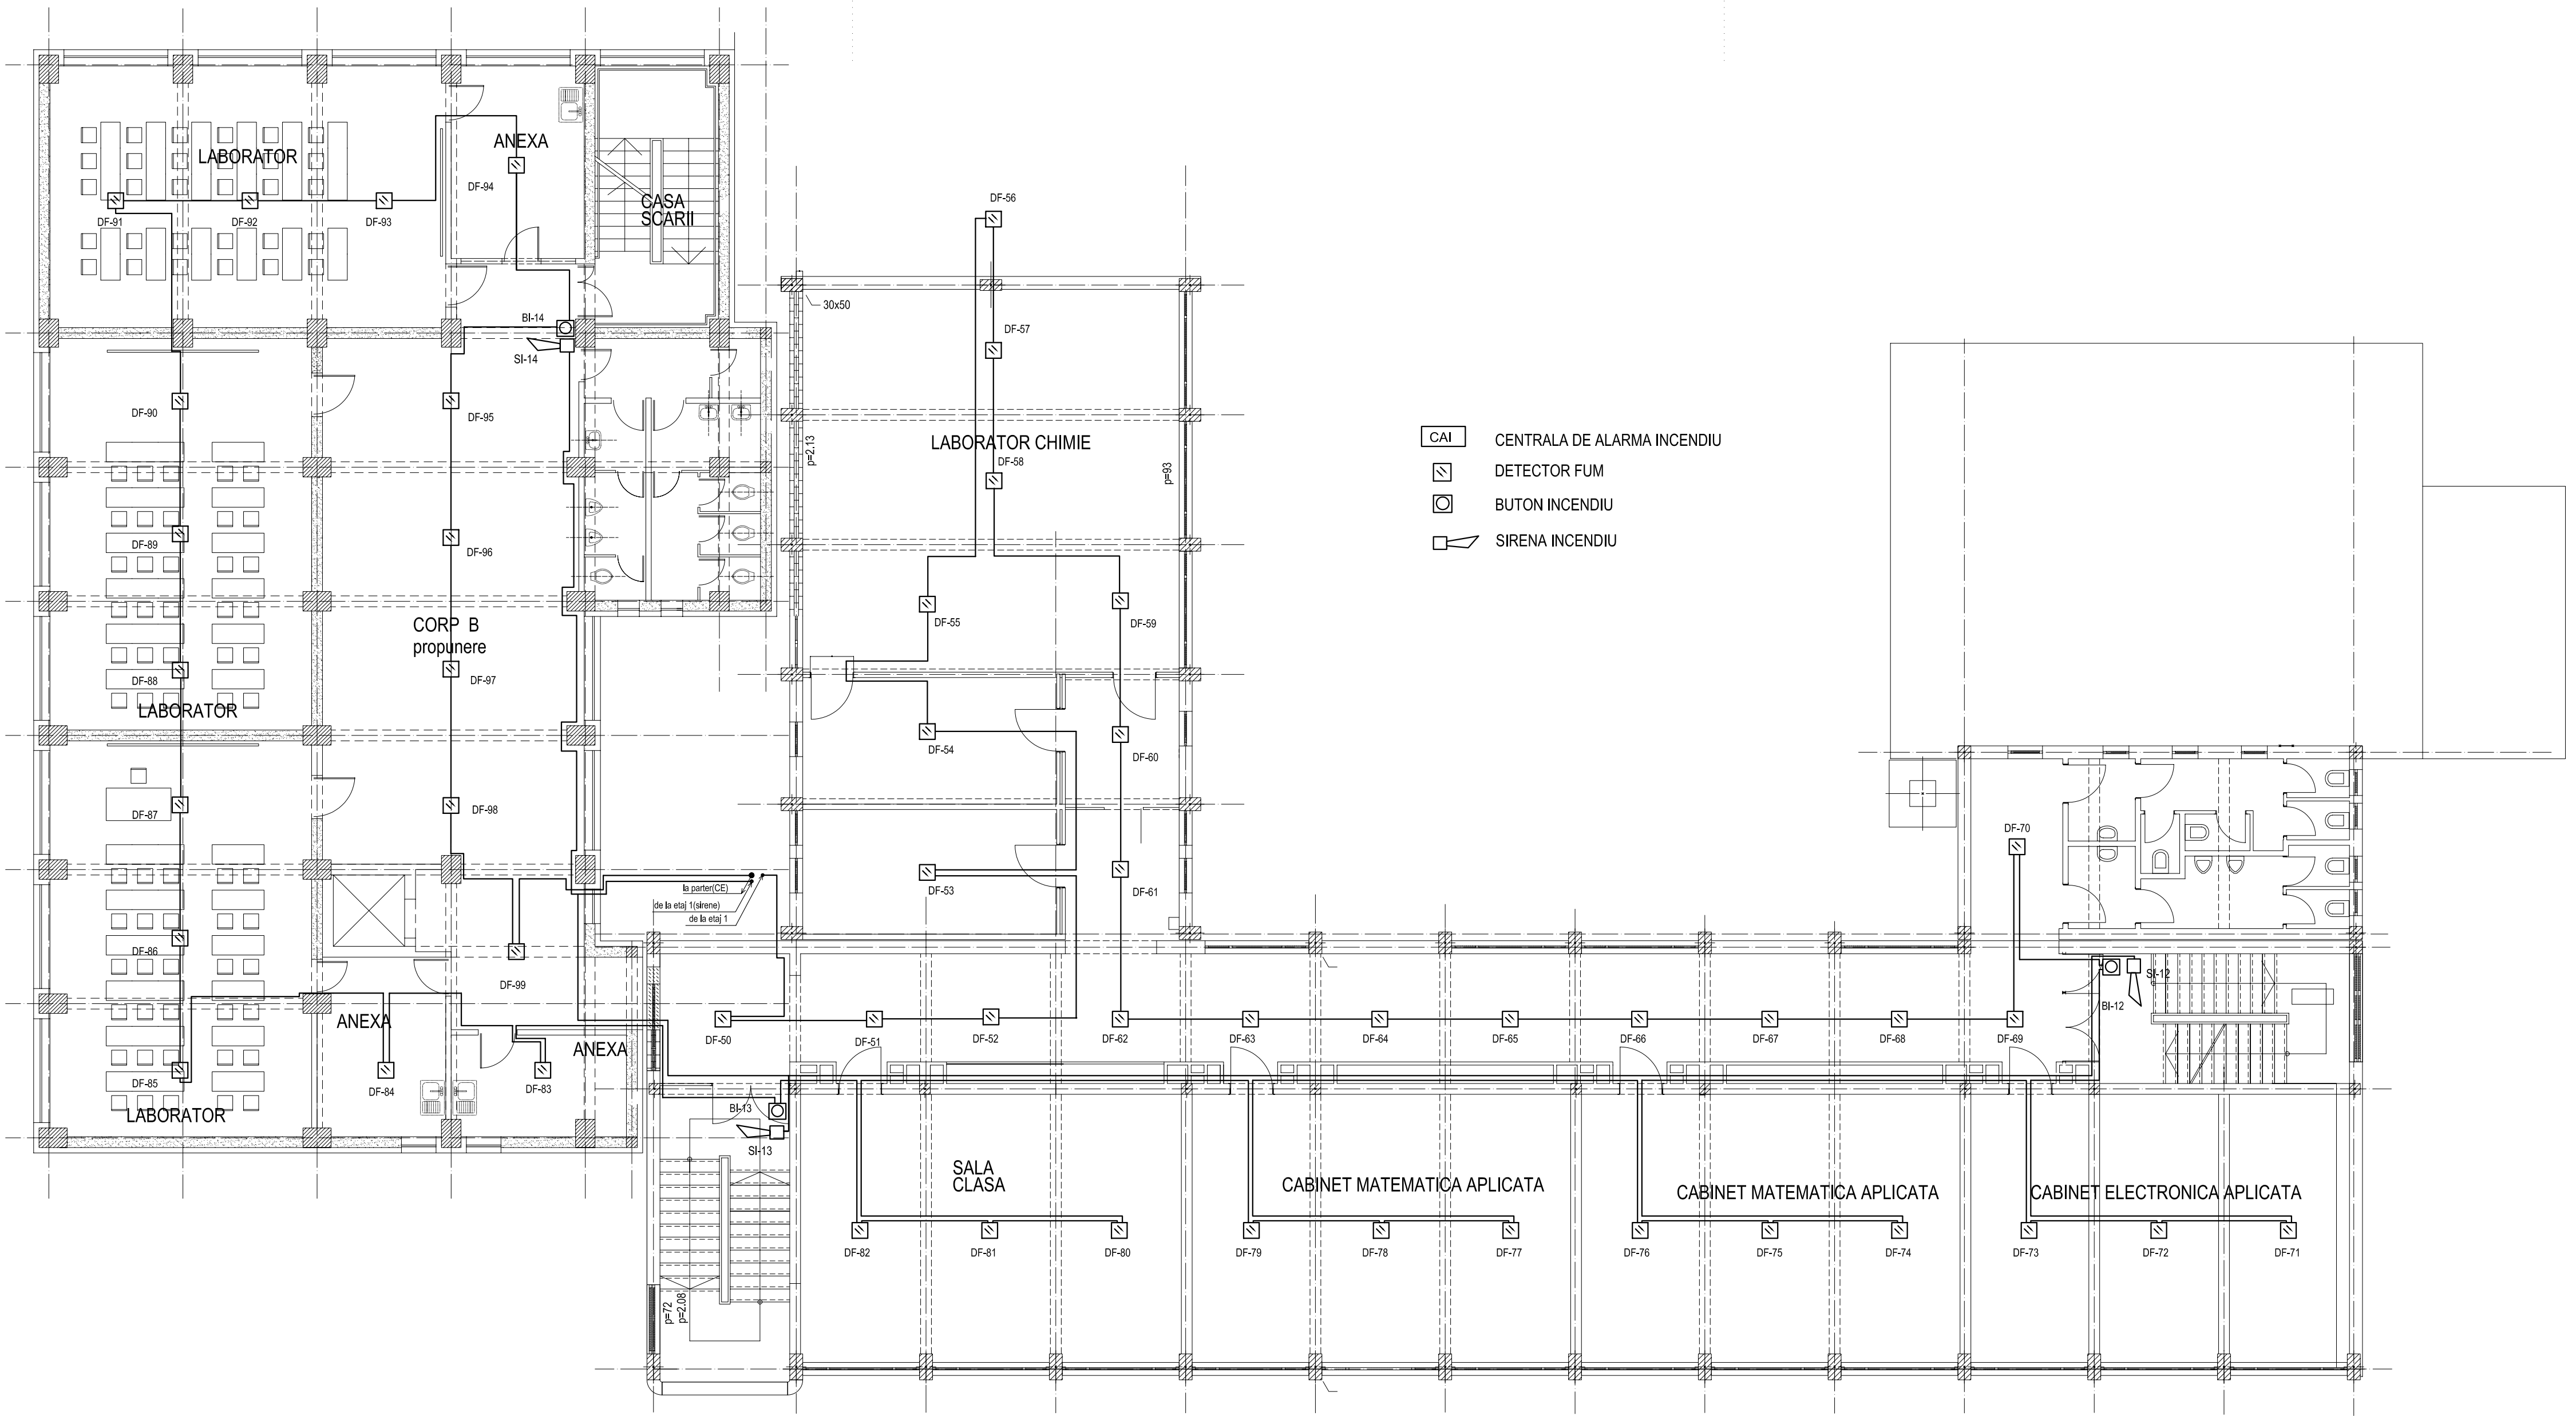 DF-56
ANEXA
LABORATOR
DF-94
CASA
SCARII
DF-91
DF-92
DF-93
30x50
BI-14
SI-14
DF-57
DF-90
DF-95
p=2.13
LABORATOR CHIMIE
DF-58
p=93
CAI
CENTRALA DE ALARMA INCENDIU
DETECTOR FUM
BUTON INCENDIU
SIRENA INCENDIU
DF-89
DF-96
CORP B
propunere
DF-55
DF-59
DF-88
DF-97
LABORATOR
DF-54
DF-60
DF-87
DF-98
DF-70
la parter(CE)
de la etaj 1(sirene)
de la etaj 1
DF-53
DF-61
DF-86
DF-99
SI-12
BI-12
ANEXA
ANEXA
DF-50
DF-51
DF-52
DF-62
DF-63
DF-64
DF-65
DF-66
DF-67
DF-68
DF-69
DF-85
DF-84
DF-83
LABORATOR
BI-13
SI-13
SALA
CLASA
CABINET MATEMATICA APLICATA
CABINET MATEMATICA APLICATA
CABINET ELECTRONICA APLICATA
DF-82
DF-81
DF-80
DF-79
DF-78
DF-77
DF-76
DF-75
DF-74
DF-73
DF-72
DF-71
p=72
p=2.08